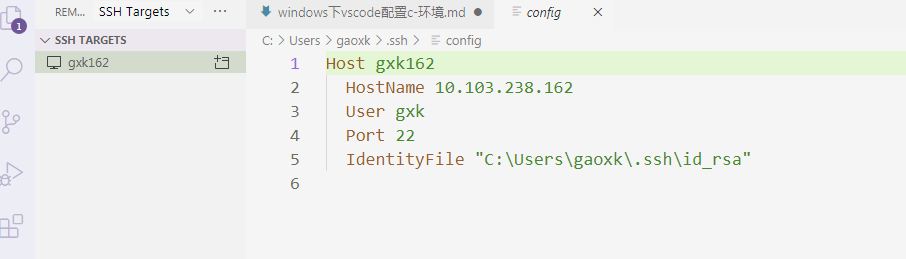 REM... SSH Targets ···
windows下vscode配置c-环境.md ● config ×
1
SSH TARGETS
C: > Users > gaoxk > .ssh > config
gxk162
1 Host gxk162
2 HostName 10.103.238.162
3 User gxk
4 Port 22
5 IdentityFile "C:\Users\gaoxk\.ssh\id_rsa"
6